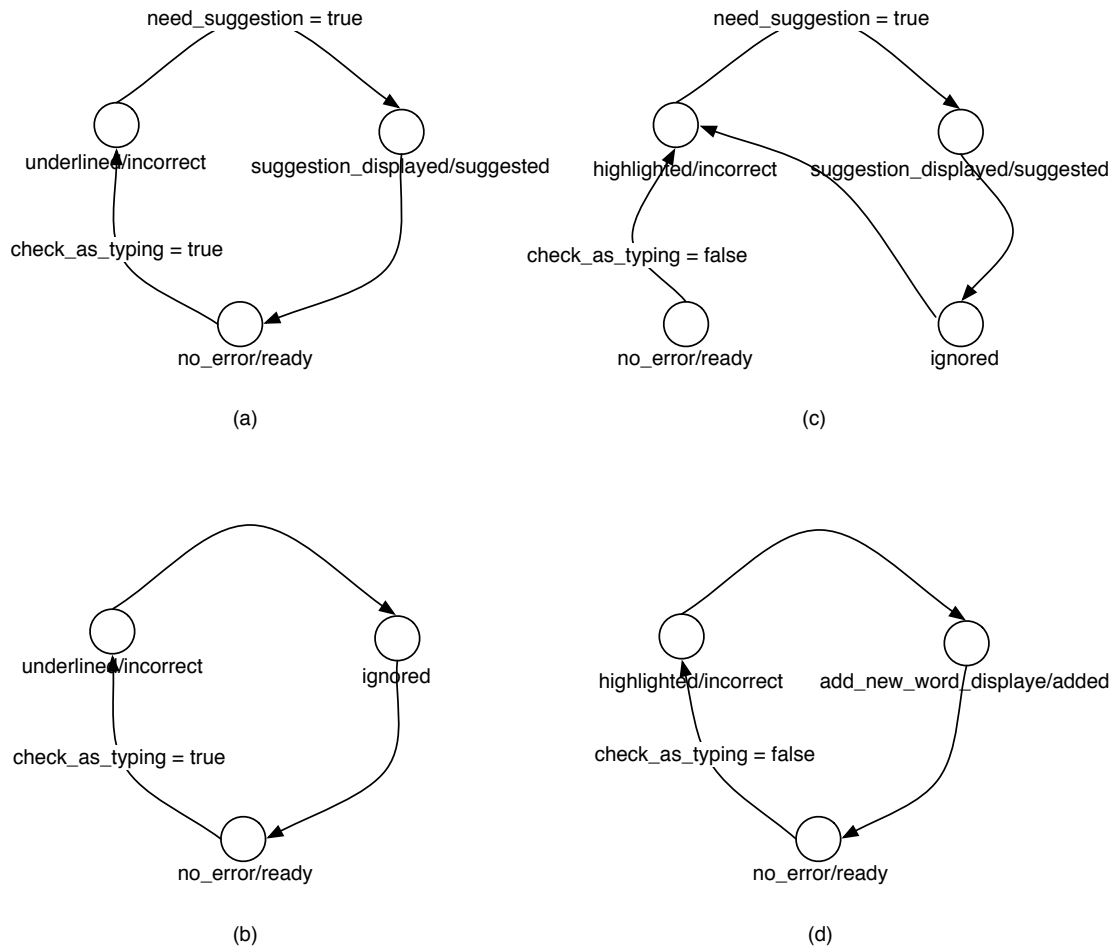 need_suggestion = true
underlined/incorrect
suggestion_displayed/suggested
check_as_typing = true
no_error/ready
(a)
need_suggestion = true
highlighted/incorrect
suggestion_displayed/suggested
check_as_typing = false
no_error/ready
ignored
(c)
underlined/incorrect
ignored
check_as_typing = true
no_error/ready
(b)
highlighted/incorrect
add_new_word_displaye/added
check_as_typing = false
no_error/ready
(d)